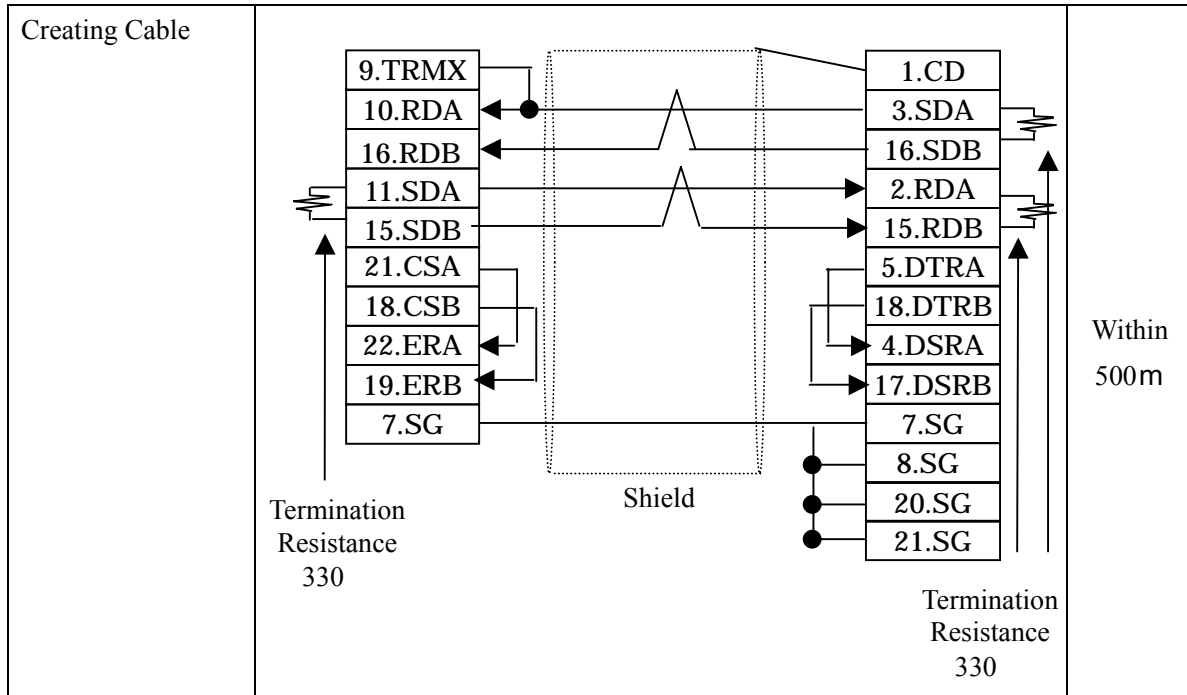 Creating Cable
9.TRMX
10.RDA
16.RDB
11.SDA
15.SDB
21.CSA
18.CSB
22.ERA
19.ERB
7.SG
Termination
Resistance
330
Shield
1.CD
3.SDA
16.SDB
2.RDA
15.RDB
5.DTRA
18.DTRB
4.DSRA
17.DSRB
7.SG
8.SG
20.SG
21.SG
Termination
Resistance
330
Within
500m